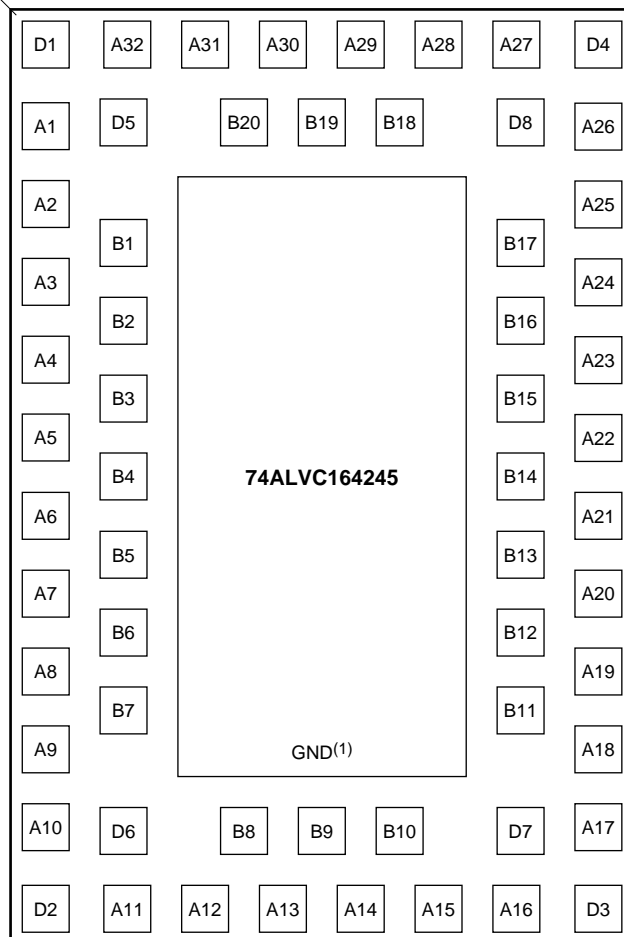 D1 A32 A31 A30 A29 A28 A27 D4
A1 D5 B20 B19 B18 D8 A26
A2 A25
B1 B17
A3 A24
B2 B16
A4 A23
B3 B15
A5 A22
B4 74ALVC164245 B14
A6 A21
B5 B13
A7 A20
B6 B12
A8 A19
B7 B11
A9 GND(1) A18
A10 D6 B8 B9 B10 D7 A17
D2 A11 A12 A13 A14 A15 A16 D3